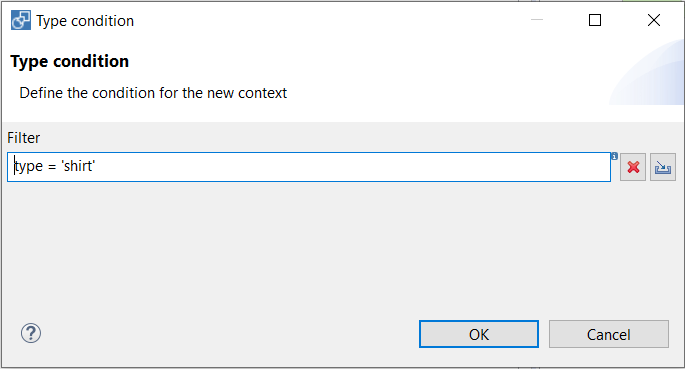 Type condition
Type condition
Define the condition for the new context
Filter
type = 'shirt'
OK
Cancel